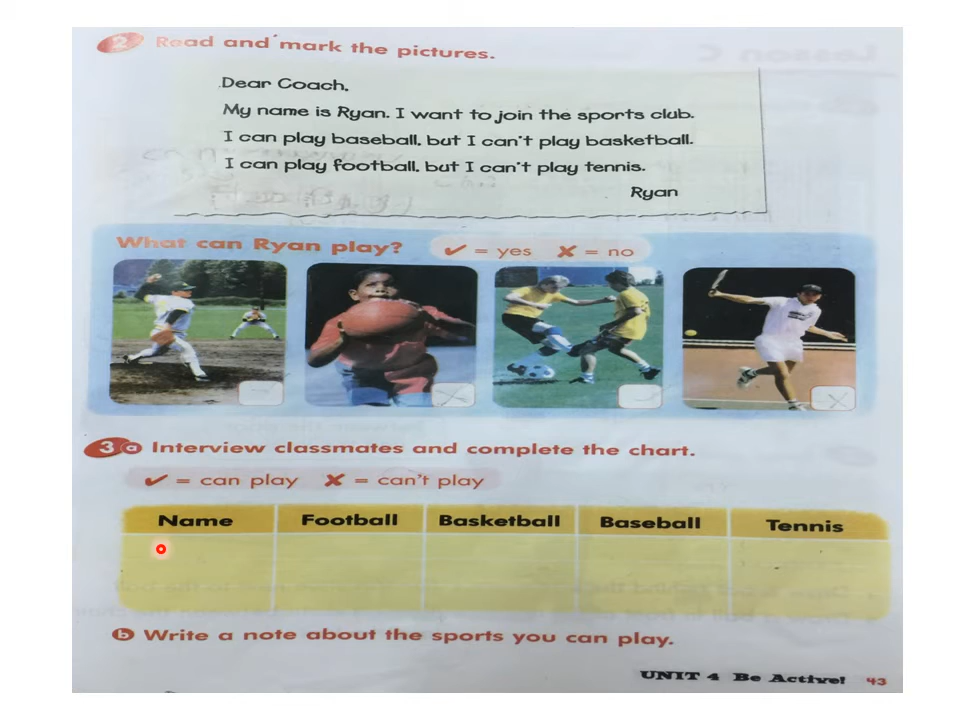 2 Read and mark the pictures.
Dear Coach,
My name is Ryan. I want to join the sports club.
I can play baseball, but I can't play basketball.
I can play football, but I can't play tennis.
Ryan
What can Ryan play? ✔ = yes ✘ = no
3 a Interview classmates and complete the chart.
✔ = can play ✘ = can't play
Name Football Basketball Baseball Tennis
b Write a note about the sports you can play.
UNIT 4 Be Active! 43